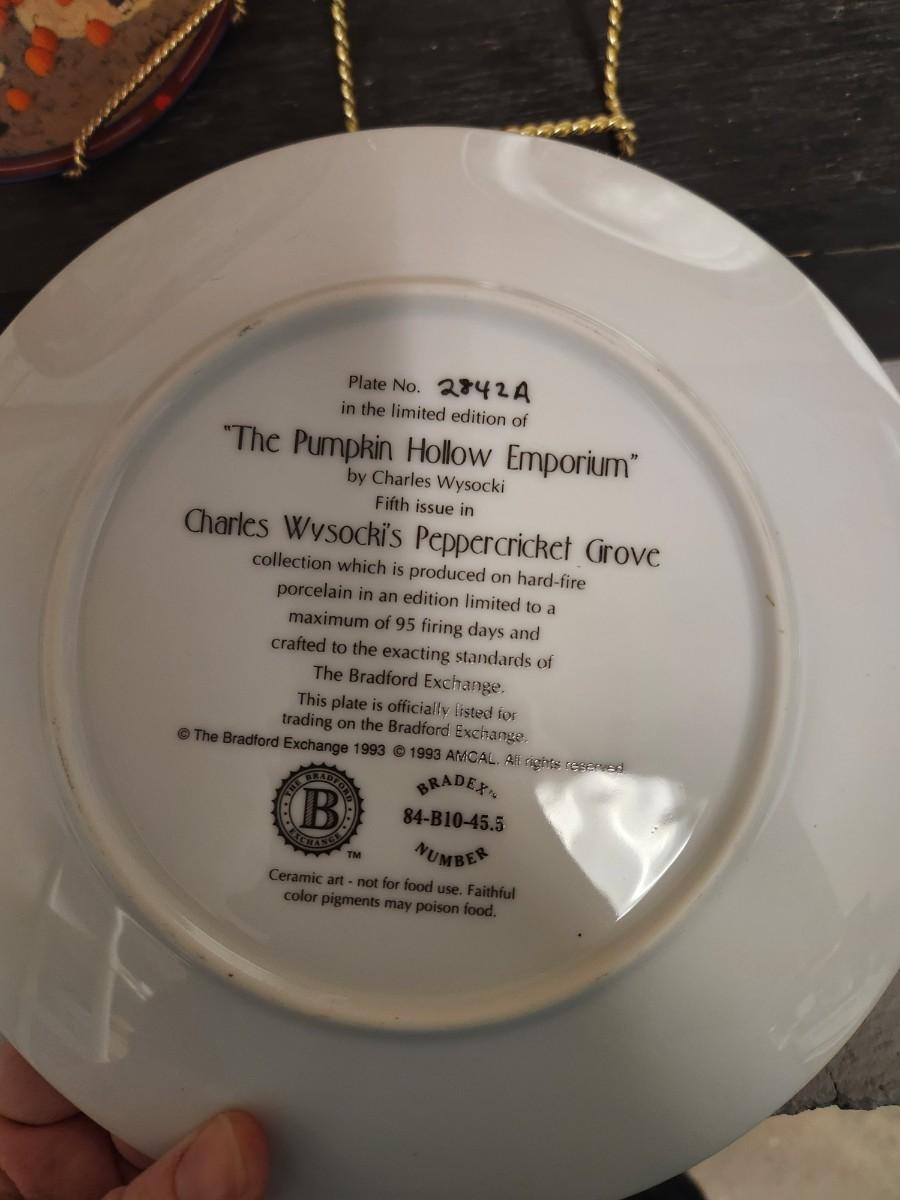 Plate No. 2842A
in the limited edition of
"The Pumpkin Hollow Emporium"
by Charles Wysocki
Fifth issue in
Charles Wysocki's Peppercricket Grove
collection which is produced on hard-fire
porcelain in an edition limited to a
maximum of 95 firing days and
crafted to the exacting standards of
The Bradford Exchange.
This plate is officially listed for
trading on the Bradford Exchange.
© The Bradford Exchange 1993 © 1993 AMCAL. All rights reserved
THE BRADFORD
B
EXCHANGE
TM
BRADEX™
84-B10-45.5
NUMBER
Ceramic art - not for food use. Faithful
color pigments may poison food.